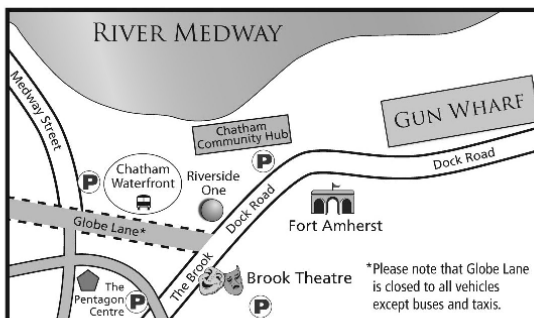 RIVER MEDWAY
Medway Street
GUN WHARF
Chatham
Community Hub
P
Dock Road
P
Chatham
Waterfront
Riverside
One
Dock Road
Fort Amherst
Globe Lane*
The Brook
The
Pentagon
Centre
P
Brook Theatre
P
*Please note that Globe Lane
is closed to all vehicles
except buses and taxis.